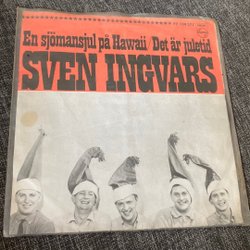 En sjömansjul på Hawaii/Det är juletid
SVEN INGVARS